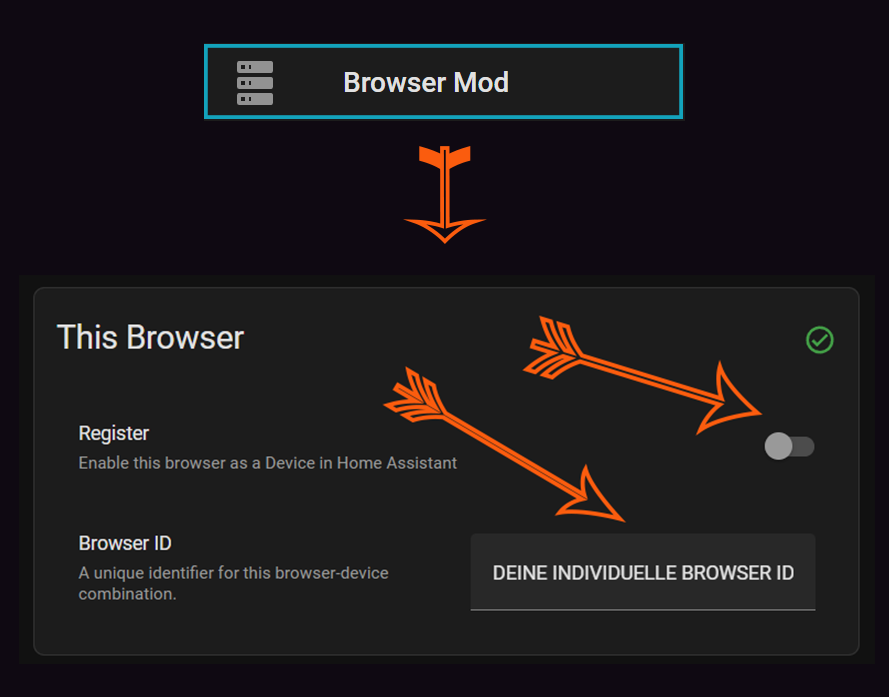 Browser Mod
This Browser
Register
Enable this browser as a Device in Home Assistant
Browser ID
A unique identifier for this browser-device
combination.
DEINE INDIVIDUELLE BROWSER ID